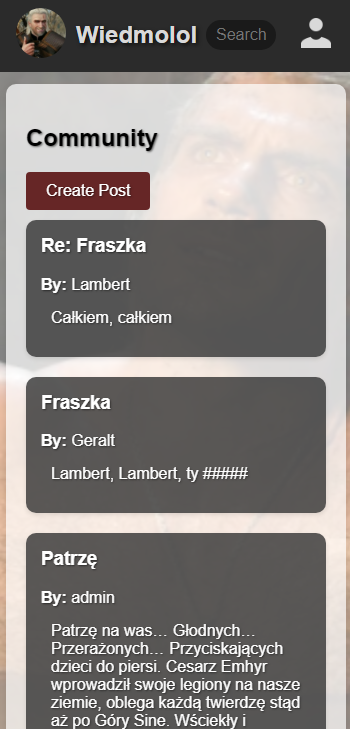 Wiedmolol
Search
Community
Create Post
Re: Fraszka
By: Lambert
Całkiem, całkiem
Fraszka
By: Geralt
Lambert, Lambert, ty #####
Patrzę
By: admin
Patrzę na was... Głodnych...
Przerażonych... Przyciskających
dzieci do piersi. Cesarz Emhyr
wprowadził swoje legiony na nasze
ziemie, oblega każdą twierdzę stąd
aż po Góry Sine. Wściekły i